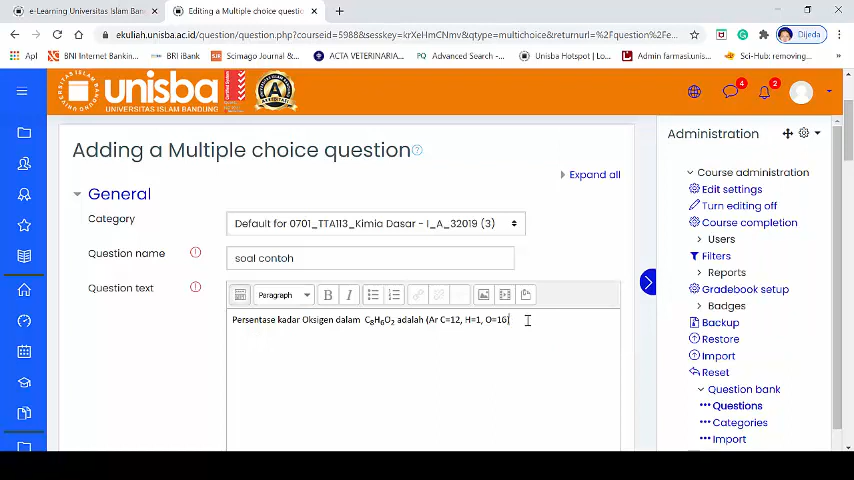 e-Learning Universitas Islam Band
Editing a Multiple choice questio
ekuliah.unisba.ac.id/question/question.php?courseid=5988&sesskey=krXeHmCNmv&qtype=multichoice&returnurl=%2Fquestion%2Fe...
Dijeda
Apl
BNI Internet Bankin...
BRI iBank
Scimago Journal &...
ACTA VETERINARIA...
Advanced Search -...
Unisba Hotspot | Lo...
Admin farmasi.unis...
Sci-Hub: removing...
unisba
UNIVERSITAS ISLAM BANDUNG
4
2
Adding a Multiple choice question
Expand all
General
Category
Default for 0701_TTA113_Kimia Dasar - I_A_32019 (3)
Question name
soal contoh
Question text
Paragraph
B
I
Persentase kadar Oksigen dalam C₈H₆O₂ adalah (Ar C=12, H=1, O=16)
Administration
Course administration
Edit settings
Turn editing off
Course completion
Users
Filters
Reports
Gradebook setup
Badges
Backup
Restore
Import
Reset
Question bank
Questions
Categories
Import